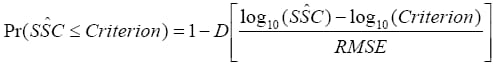 Pr(SŜC ≤ Criterion) = 1 − D[ (log₁₀(SŜC) − log₁₀(Criterion)) / RMSE ]